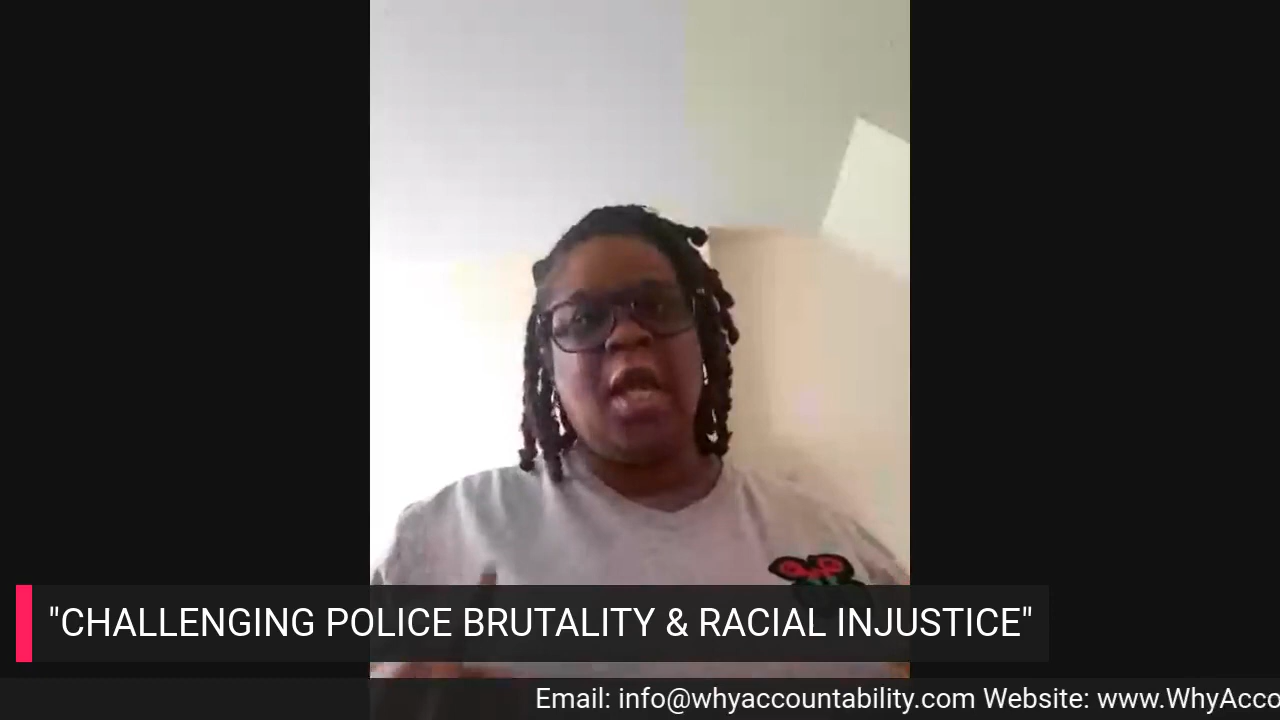 "CHALLENGING POLICE BRUTALITY & RACIAL INJUSTICE"
Email: info@whyaccountability.com Website: www.WhyAcco